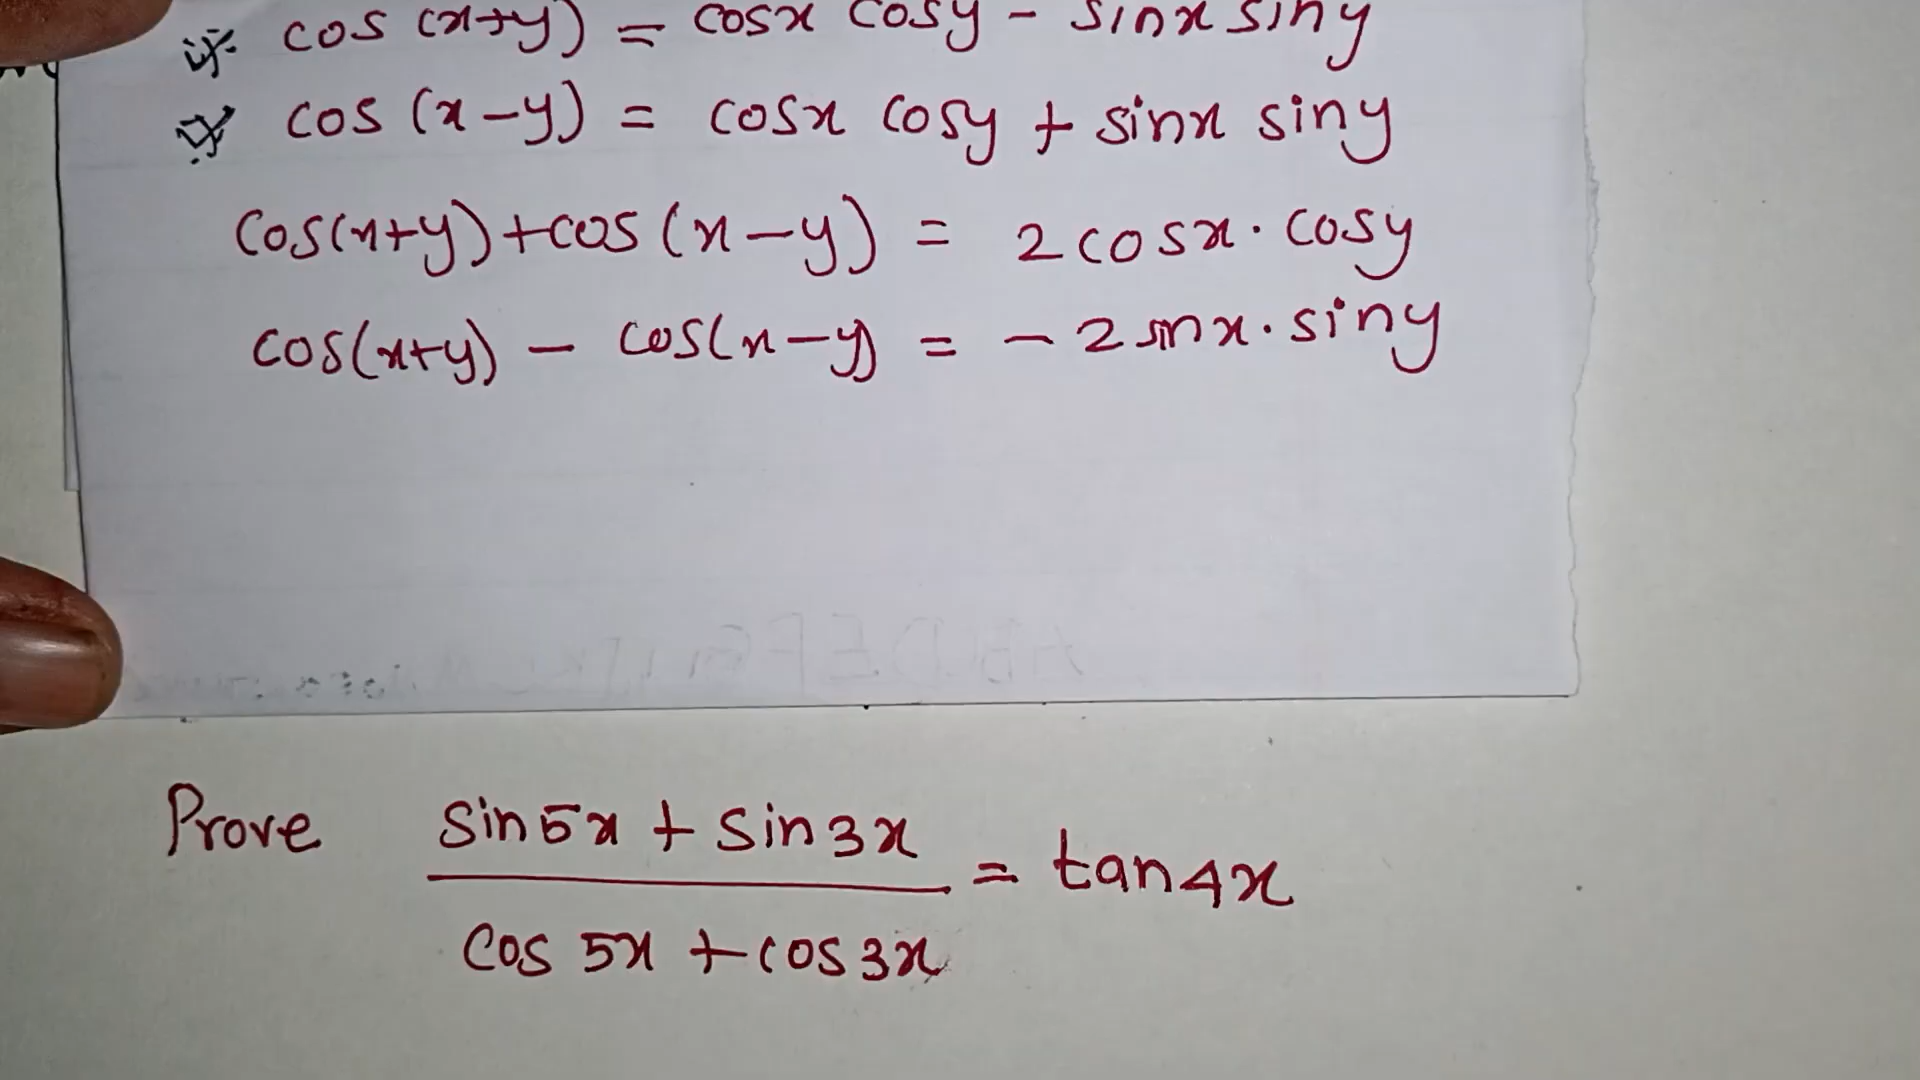 cos (x+y) = cosx cosy - sinx siny
cos (x-y) = cosx cosy + sinx siny
cos(x+y)+cos(x-y) = 2cosx.cosy
cos(x+y) - cos(x-y) = -2sinx.siny
Prove
sin5x + sin3x
= tan4x
cos 5x + cos3x